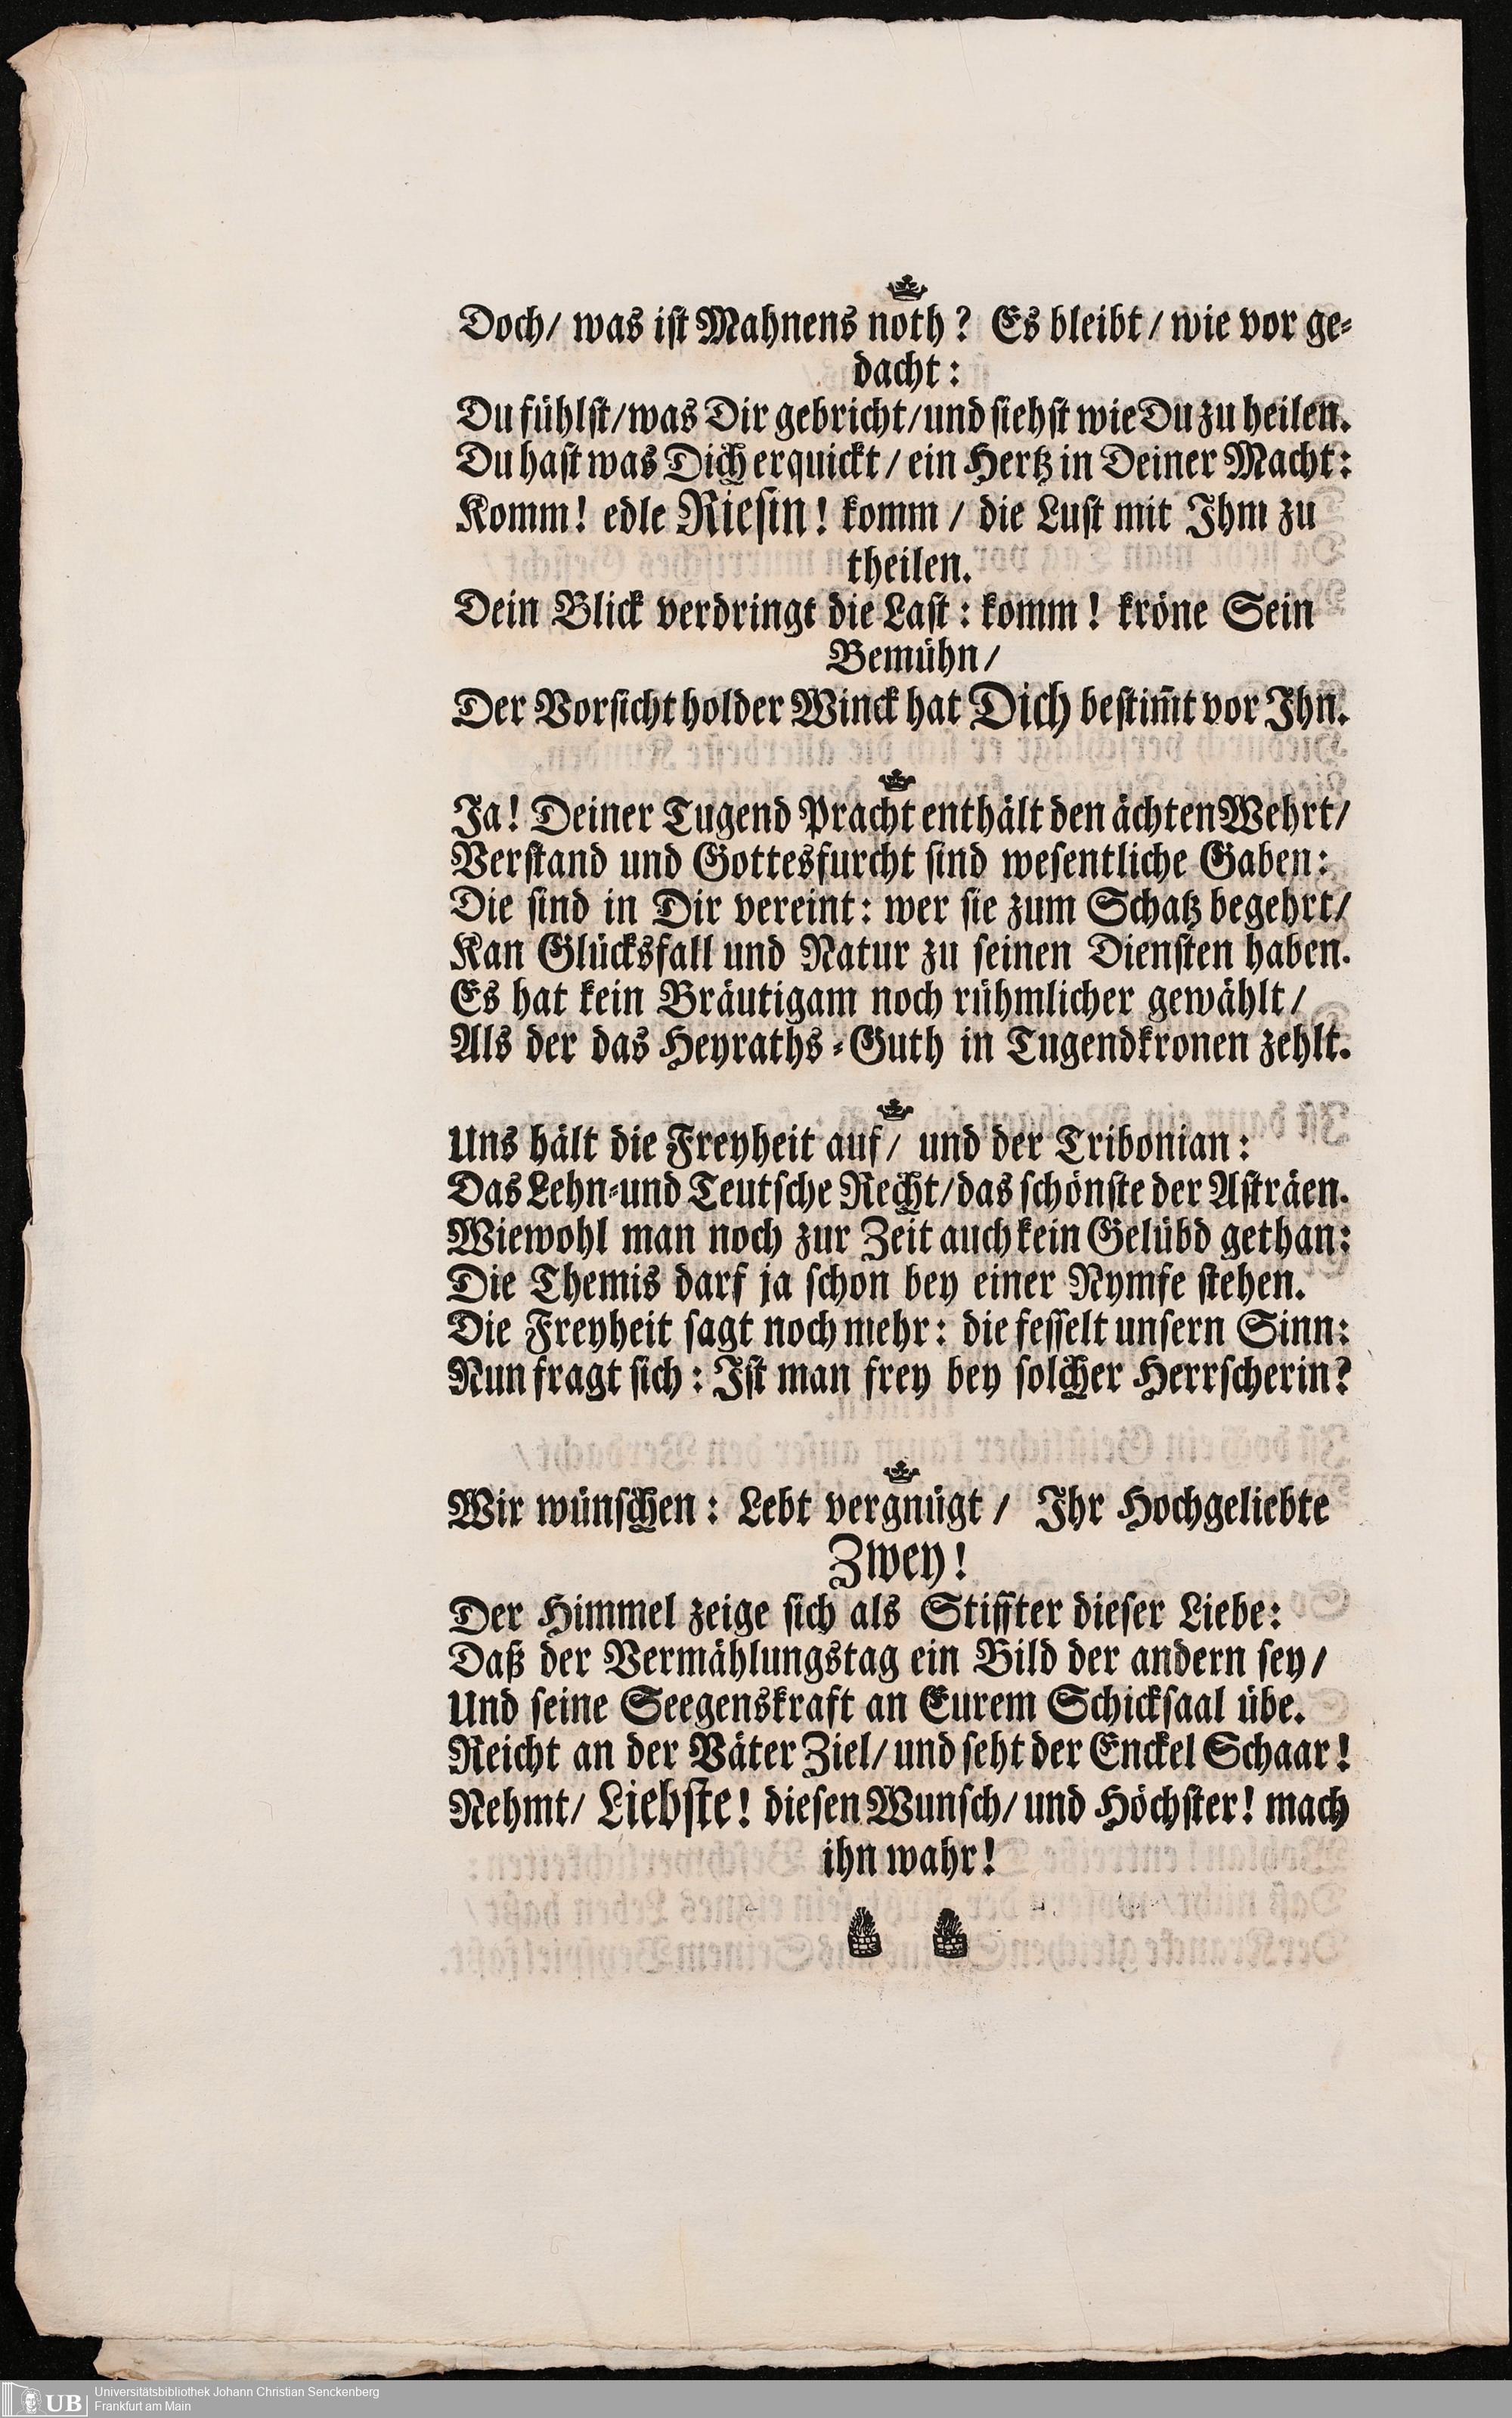 Doch/ was ist Mahnens noth? Es bleibt/ wie vor ge-
dacht:
Du fühlst/ was Dir gebricht/ und siehst wie Du zu heilen.
Du hast was Dich erquickt/ ein Hertz in Deiner Macht:
Komm! edle Riesin! komm/ die Lust mit Ihm zu
theilen.
Dein Blick verdringt die Last: komm! kröne Sein
Bemühn/
Der Vorsicht holder Winck hat Dich bestim̃t vor Ihn.
Ja! Deiner Tugend Pracht enthält den ächten Wehrt/
Verstand und Gottesfurcht sind wesentliche Gaben:
Die sind in Dir vereint: wer sie zum Schatz begehrt/
Kan Glücksfall und Natur zu seinen Diensten haben.
Es hat kein Bräutigam noch rühmlicher gewählt/
Als der das Heyraths-Guth in Tugendkronen zehlt.
Uns hält die Freyheit auf/ und der Tribonian:
Das Lehn-und Teutsche Recht/ das schönste der Asträen.
Wiewohl man noch zur Zeit auch kein Gelübd gethan:
Die Themis darf ja schon bey einer Nymfe stehen.
Die Freyheit sagt noch mehr: die fesselt unsern Sinn:
Nun fragt sich: Ist man frey bey solcher Herrscherin?
Wir wünschen: Lebt vergnügt/ Ihr Hochgeliebte
Zwey!
Der Himmel zeige sich als Stiffter dieser Liebe:
Daß der Vermählungstag ein Bild der andern sey/
Und seine Seegenskraft an Eurem Schicksaal übe.
Reicht an der Väter Ziel/ und seht der Enckel Schaar!
Nehmt/ Liebste! diesen Wunsch/ und Höchster! mach
ihn wahr!
UB
Universitätsbibliothek Johann Christian Senckenberg
Frankfurt am Main